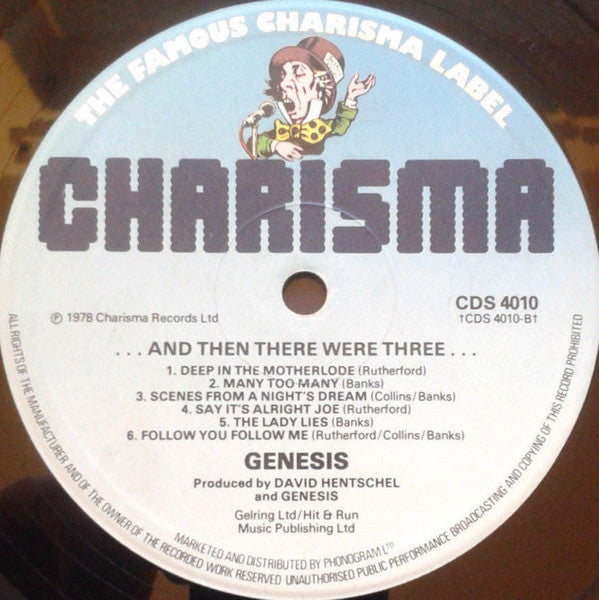 THE FAMOUS CHARISMA LABEL
CHARISMA
CDS 4010
†CDS 4010-B†
℗ 1978 Charisma Records Ltd
. . . AND THEN THERE WERE THREE . . .
1. DEEP IN THE MOTHERLODE (Rutherford)
2. MANY TOO MANY (Banks)
3. SCENES FROM A NIGHT'S DREAM (Collins/Banks)
4. SAY IT'S ALRIGHT JOE (Rutherford)
5. THE LADY LIES (Banks)
6. FOLLOW YOU FOLLOW ME (Rutherford/Collins/Banks)
GENESIS
Produced by DAVID HENTSCHEL
and GENESIS
Gelring Ltd/Hit & Run
Music Publishing Ltd
MARKETED AND DISTRIBUTED BY PHONOGRAM LTD
ALL RIGHTS OF THE MANUFACTURER AND OF THE OWNER OF THE RECORDED WORK RESERVED UNAUTHORISED PUBLIC PERFORMANCE BROADCASTING AND COPYING OF THIS RECORD PROHIBITED